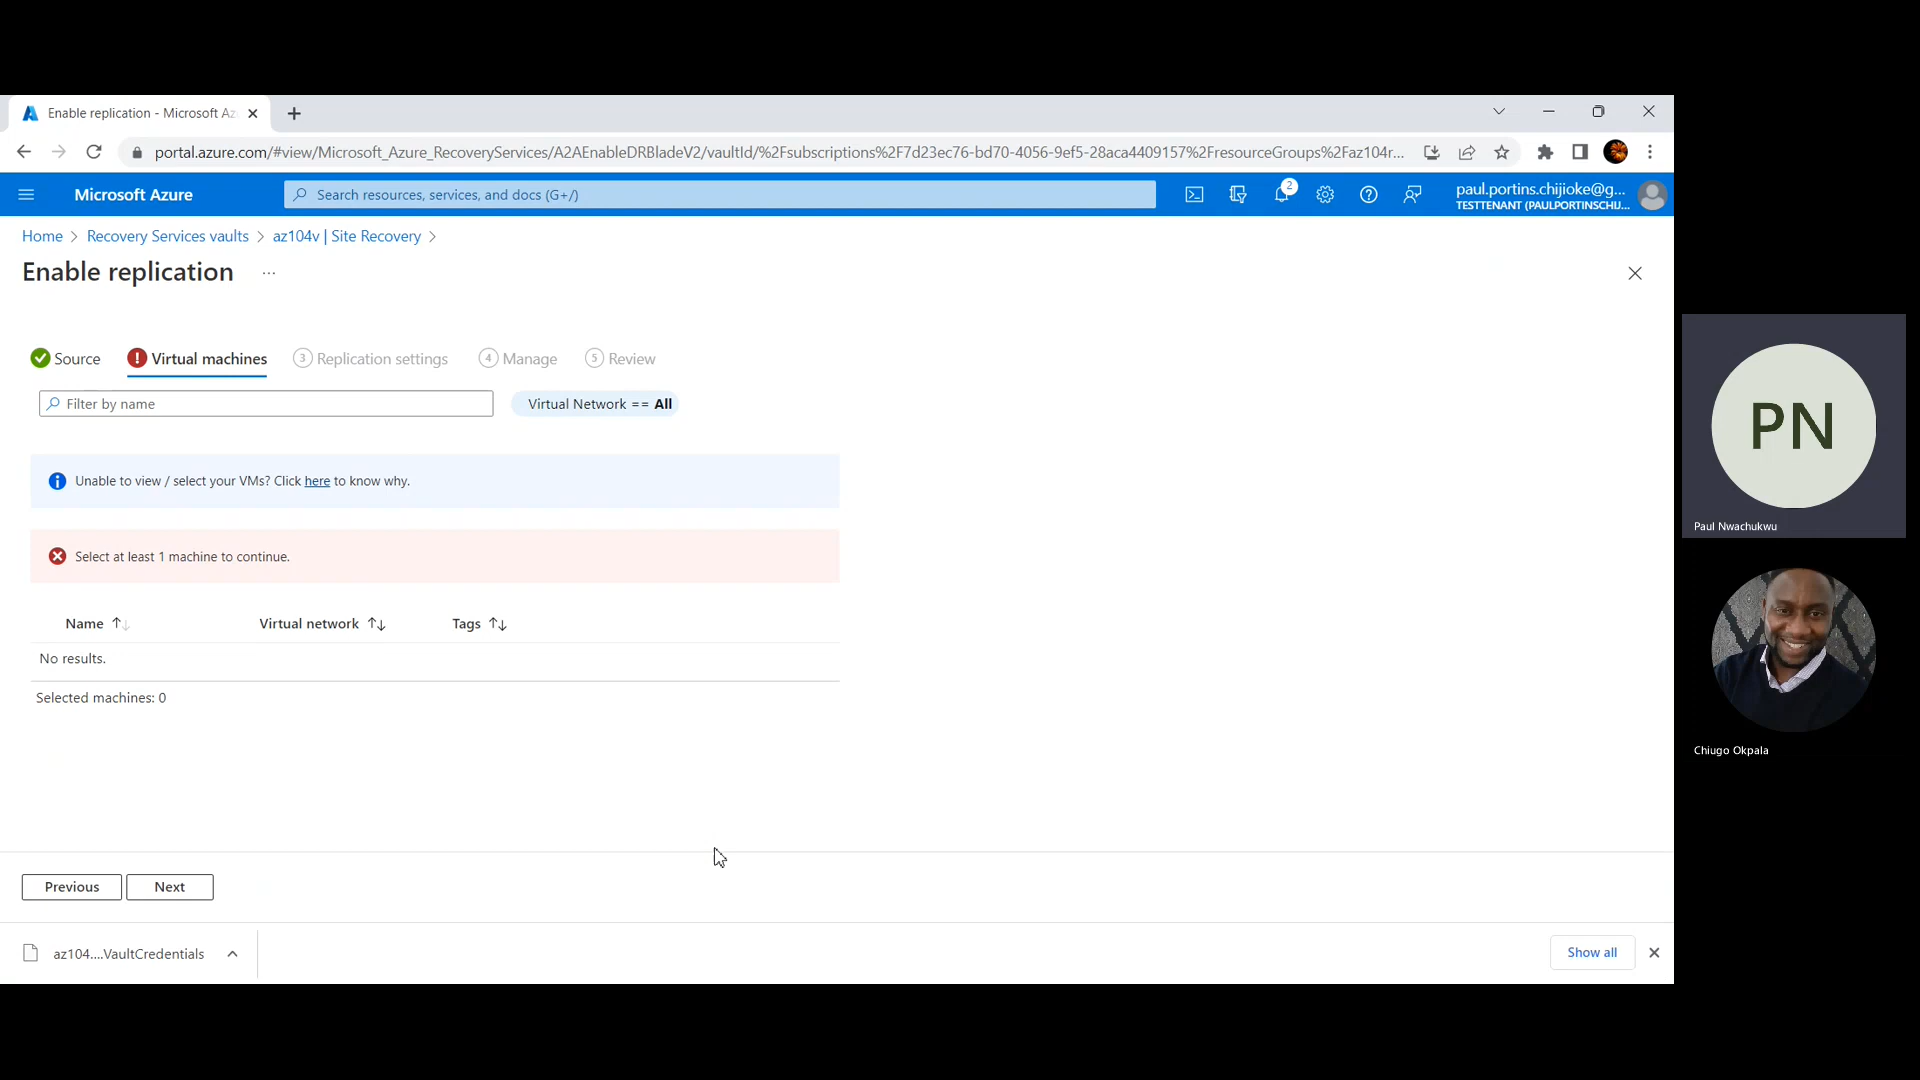 Enable replication - Microsoft Az
portal.azure.com/#view/Microsoft_Azure_RecoveryServices/A2AEnableDRBladeV2/vaultId/%2Fsubscriptions%2F7d23ec76-bd70-4056-9ef5-28aca4409157%2FresourceGroups%2Faz104r...
Microsoft Azure
Search resources, services, and docs (G+/)
2
paul.portins.chijioke@g...
TESTTENANT (PAULPORTINSCHIJ...
Home > Recovery Services vaults > az104v | Site Recovery >
Enable replication ...
Source
! Virtual machines
3 Replication settings
4 Manage
5 Review
Filter by name
Virtual Network == All
Unable to view / select your VMs? Click here to know why.
Select at least 1 machine to continue.
Name
Virtual network
Tags
No results.
Selected machines: 0
Previous
Next
az104....VaultCredentials
Show all
PN
Paul Nwachukwu
Chiugo Okpala